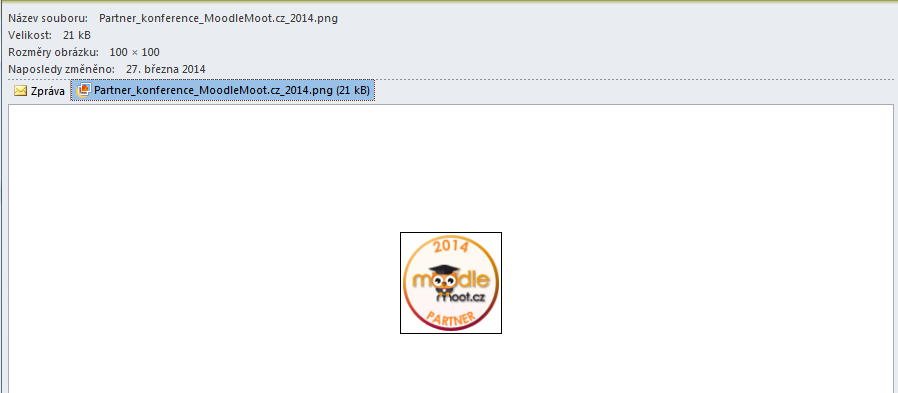 Název souboru: Partner_konference_MoodleMoot.cz_2014.png
Velikost: 21 kB
Rozměry obrázku: 100 × 100
Naposledy změněno: 27. března 2014
Zpráva Partner_konference_MoodleMoot.cz_2014.png (21 kB)
2014
moodle
moot.cz
PARTNER